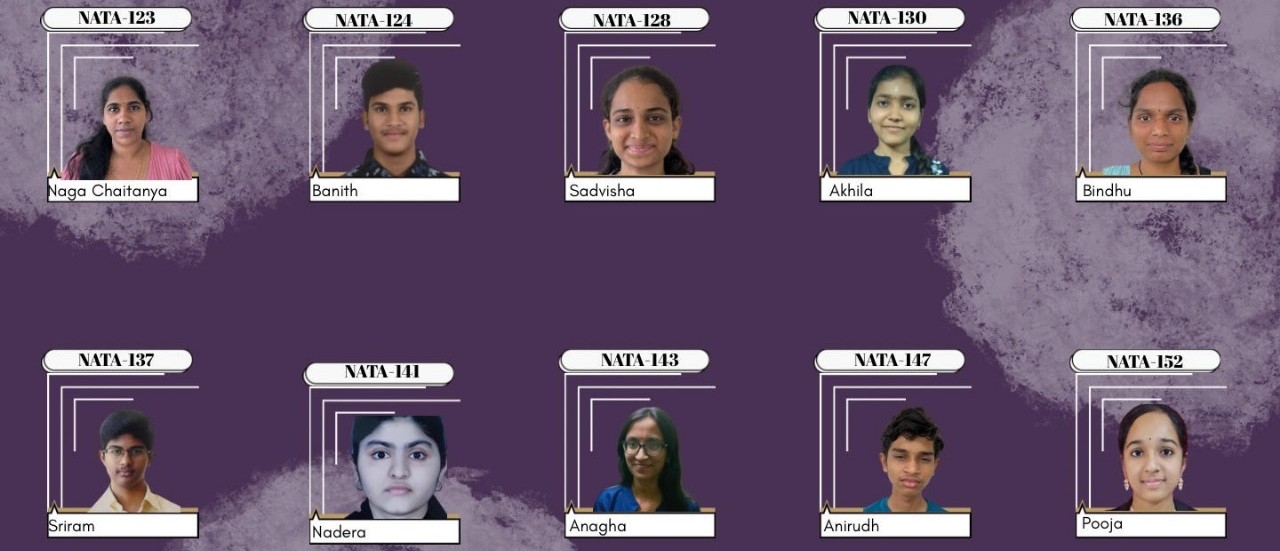 NATA-123
NATA-124
NATA-128
NATA-130
NATA-136
Naga Chaitanya
Banith
Sadvisha
Akhila
Bindhu
NATA-137
NATA-141
NATA-143
NATA-147
NATA-152
Sriram
Nadera
Anagha
Anirudh
Pooja